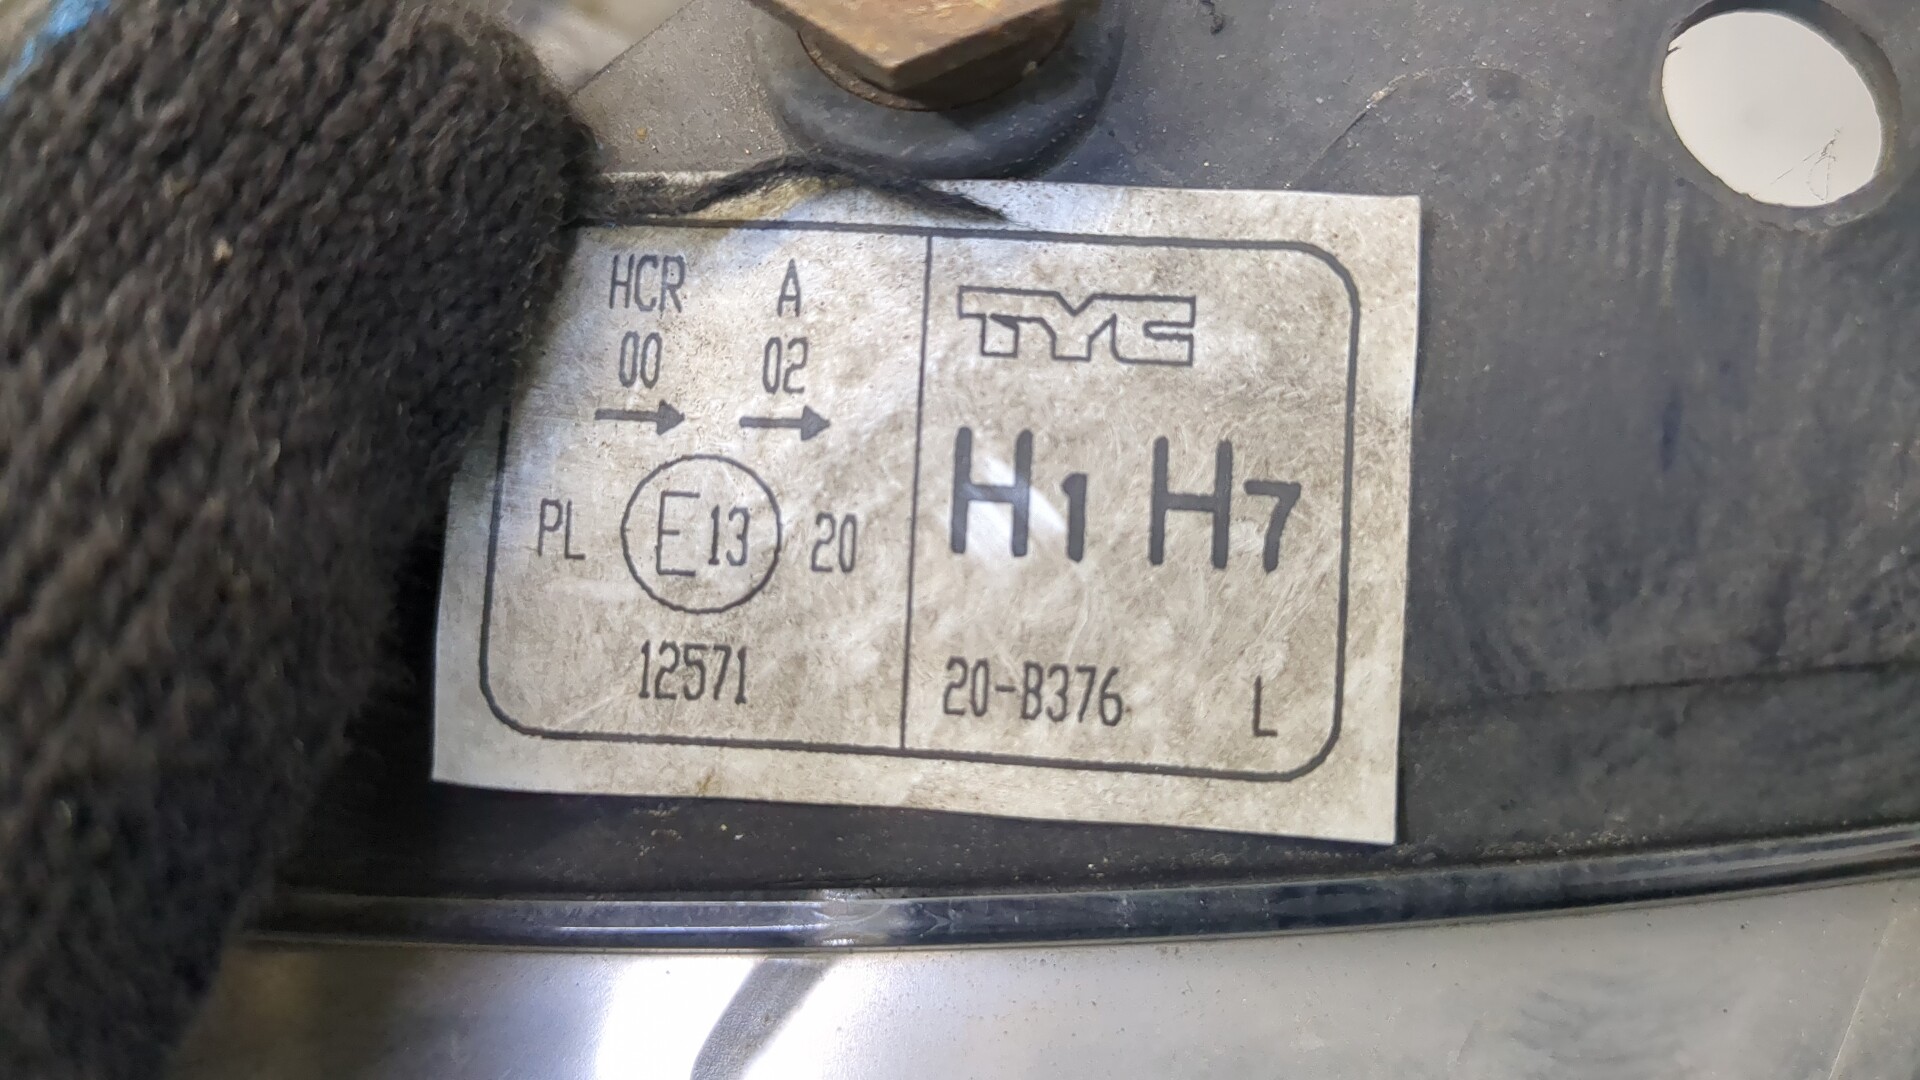 HCR A
00 02
PL E13 20
12571
TYC
H1 H7
20-B376 L